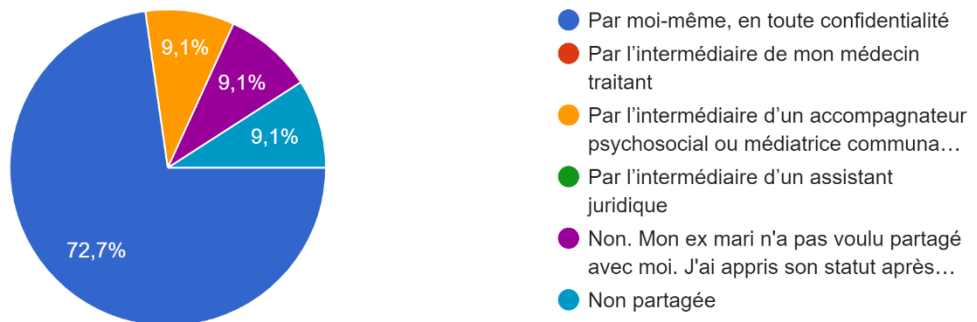 9,1%
9,1%
9,1%
72,7%
Par moi-même, en toute confidentialité
Par l’intermédiaire de mon médecin
traitant
Par l’intermédiaire d’un accompagnateur
psychosocial ou médiatrice communa…
Par l’intermédiaire d’un assistant
juridique
Non. Mon ex mari n'a pas voulu partagé
avec moi. J'ai appris son statut après…
Non partagée